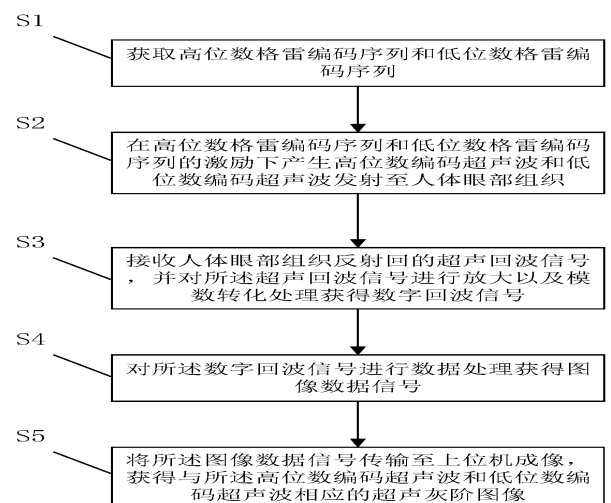 S1
获取高位数格雷编码序列和低位数格雷编
码序列
S2
在高位数格雷编码序列和低位数格雷编码
序列的激励下产生高位数编码超声波和低
位数编码超声波发射至人体眼部组织
S3
接收人体眼部组织反射回的超声回波信号
，并对所述超声回波信号进行放大以及模
数转化处理获得数字回波信号
S4
对所述数字回波信号进行数据处理获得图
像数据信号
S5
将所述图像数据信号传输至上位机成像，
获得与所述高位数编码超声波和低位数编
码超声波相应的超声灰阶图像